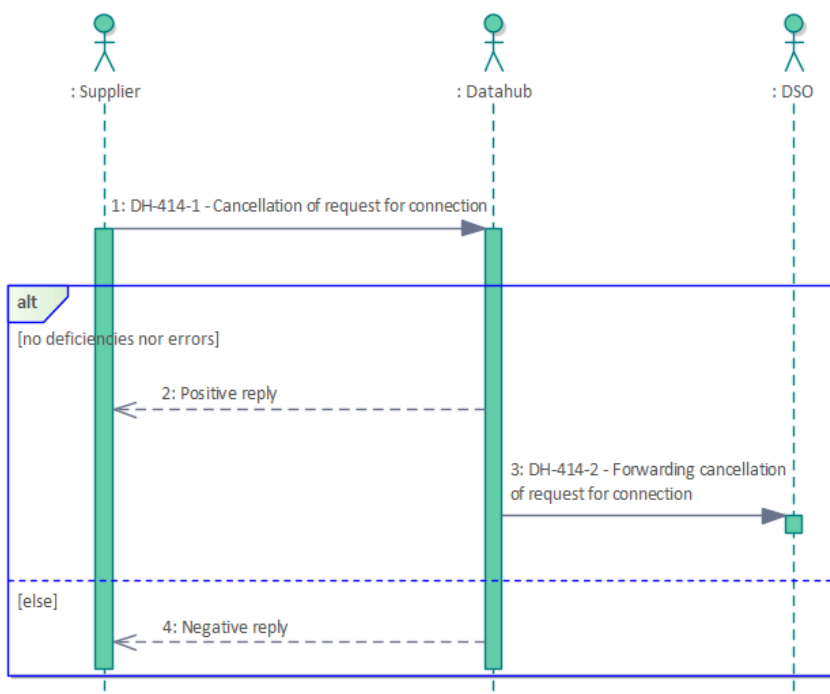 : Supplier
: Datahub
: DSO
1: DH-414-1 - Cancellation of request for connection
alt
[no deficiencies nor errors]
2: Positive reply
3: DH-414-2 - Forwarding cancellation
of request for connection
[else]
4: Negative reply